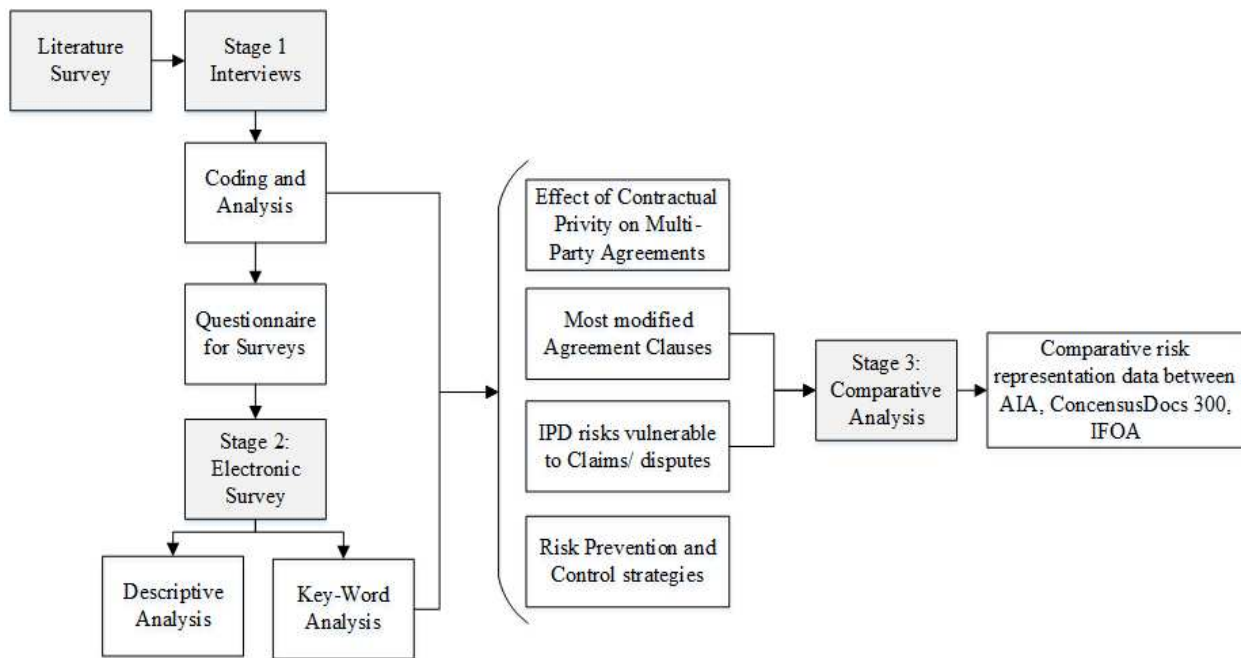 Literature
Survey
Stage 1
Interviews
Coding and
Analysis
Questionnaire
for Surveys
Stage 2:
Electronic
Survey
Descriptive
Analysis
Key-Word
Analysis
Effect of Contractual
Privity on Multi-
Party Agreements
Most modified
Agreement Clauses
IPD risks vulnerable
to Claims/ disputes
Risk Prevention and
Control strategies
Stage 3:
Comparative
Analysis
Comparative risk
representation data between
AIA, ConcensusDocs 300,
IFOA